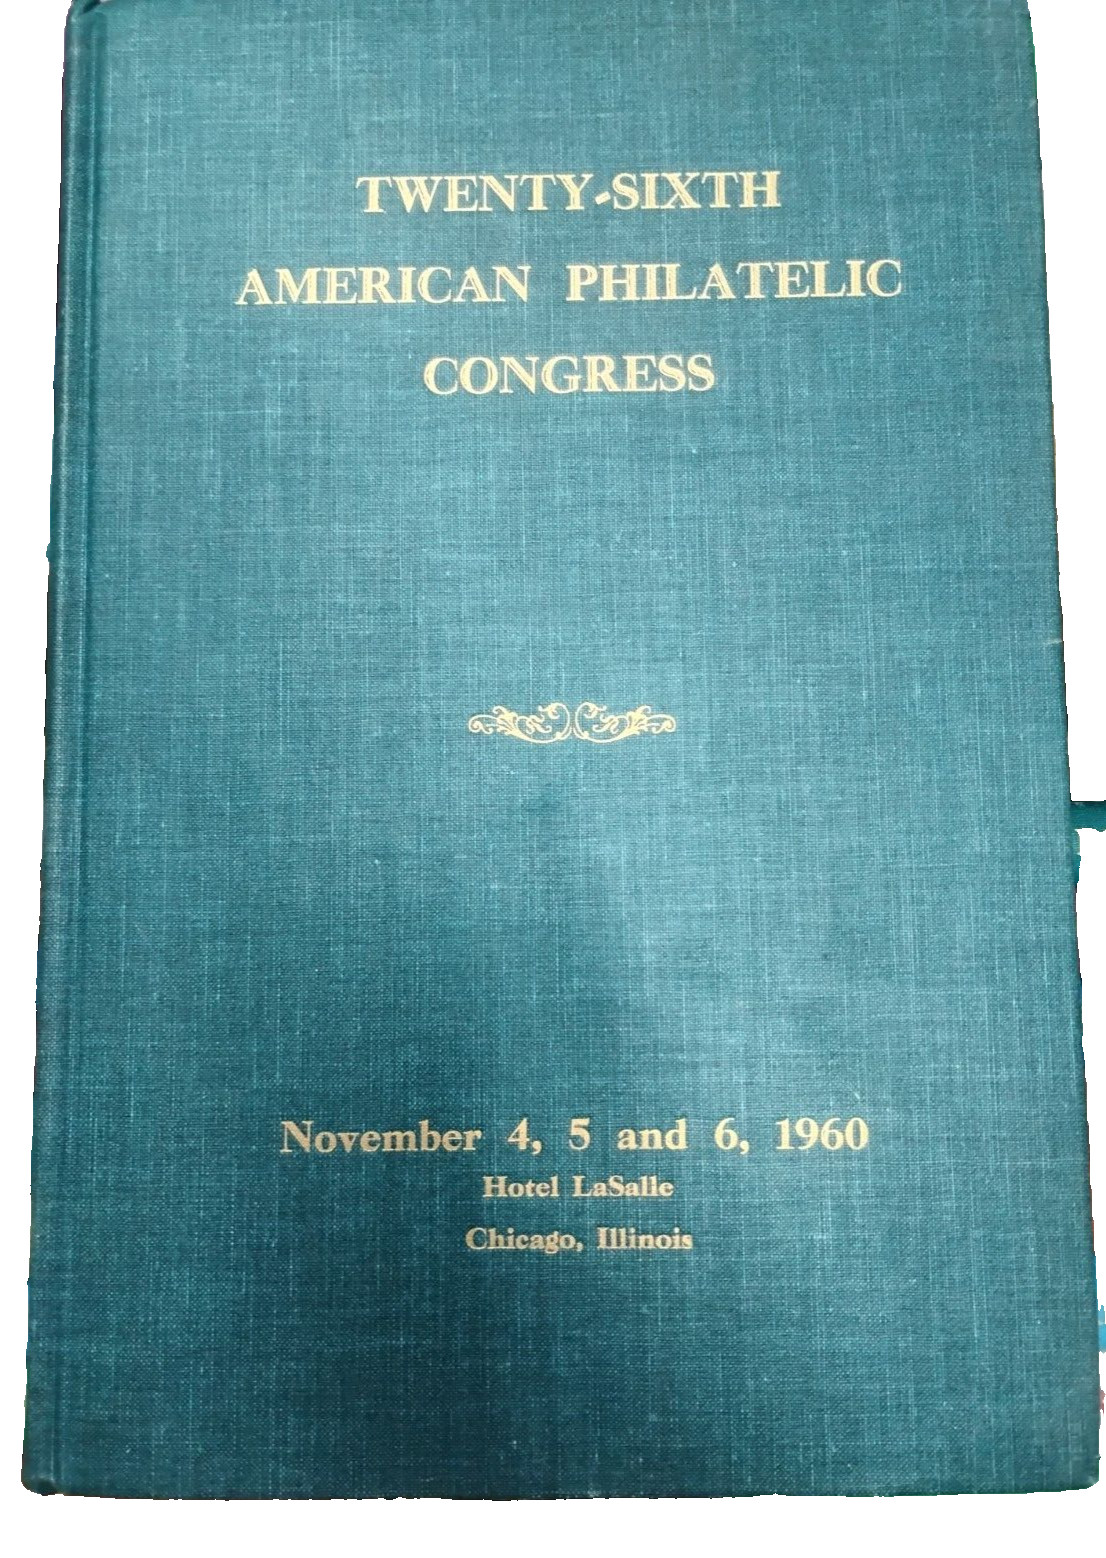 TWENTY-SIXTH
AMERICAN PHILATELIC
CONGRESS
November 4, 5 and 6, 1960
Hotel LaSalle
Chicago, Illinois